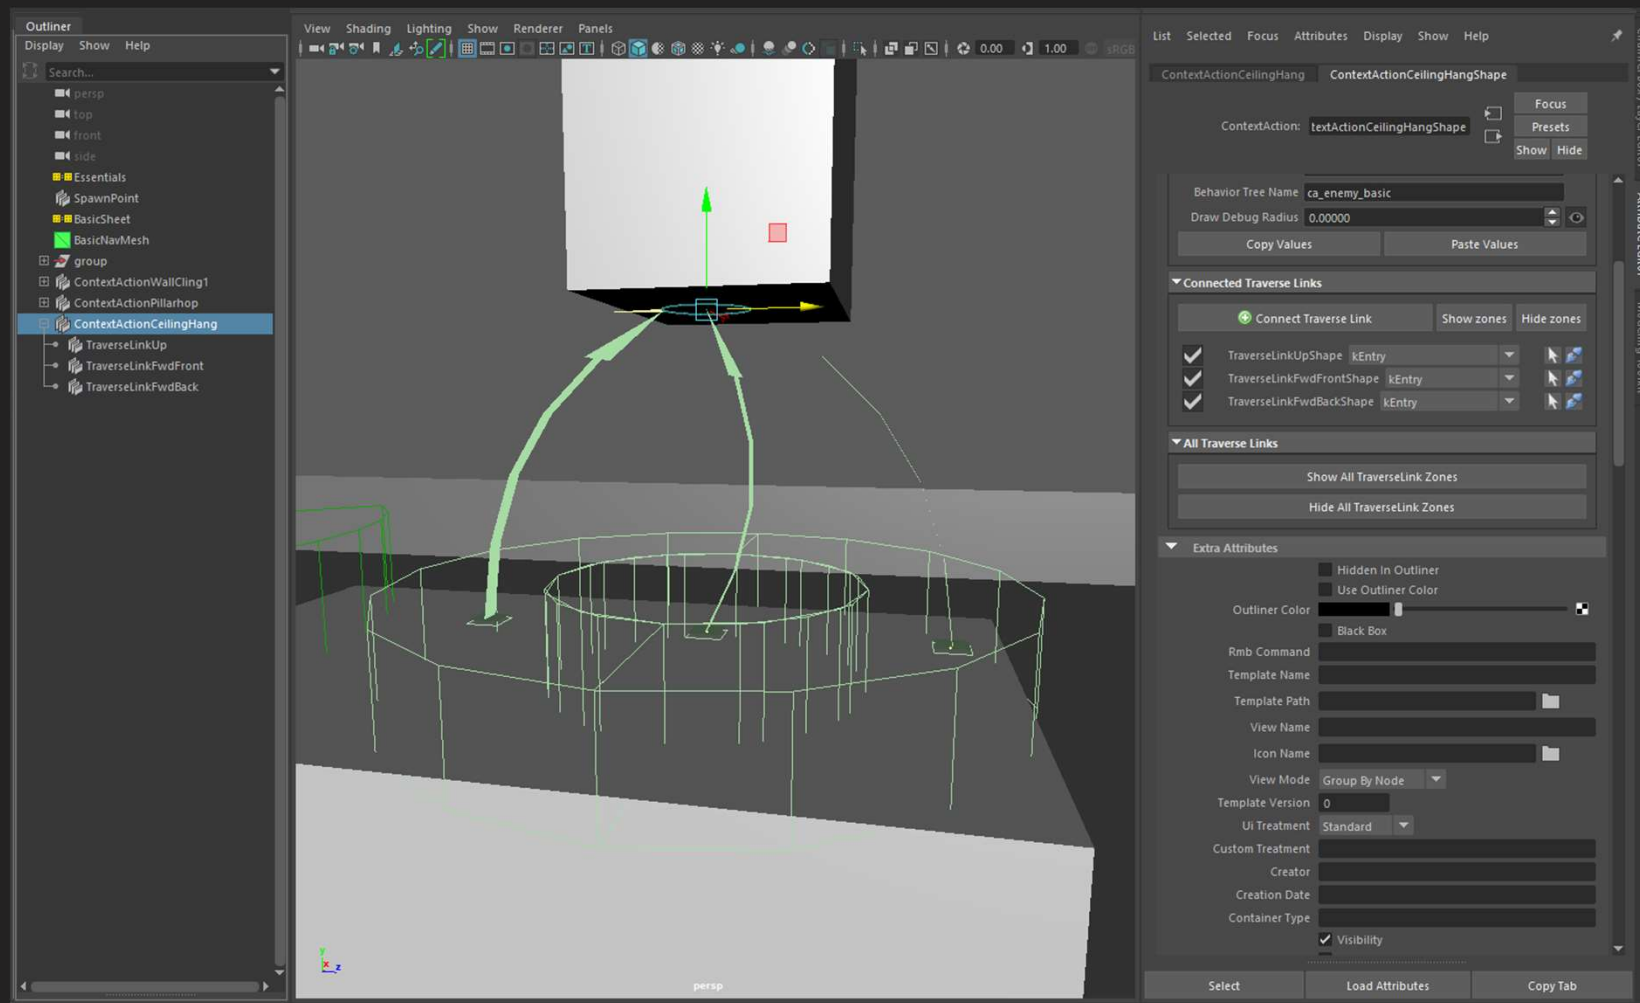 Outliner
Display Show Help
Search...
persp
top
front
side
Essentials
SpawnPoint
BasicSheet
BasicNavMesh
group
ContextActionWallCling1
ContextActionPillarhop
ContextActionCeilingHang
TraverseLinkUp
TraverseLinkFwdFront
TraverseLinkFwdBack
View Shading Lighting Show Renderer Panels
0.00 1.00 sRGB
y
x z
persp
List Selected Focus Attributes Display Show Help
ContextActionCeilingHang ContextActionCeilingHangShape
Focus
ContextAction: textActionCeilingHangShape Presets
Show Hide
Behavior Tree Name ca_enemy_basic
Draw Debug Radius 0.00000
Copy Values Paste Values
Connected Traverse Links
Connect Traverse Link Show zones Hide zones
TraverseLinkUpShape kEntry
TraverseLinkFwdFrontShape kEntry
TraverseLinkFwdBackShape kEntry
All Traverse Links
Show All TraverseLink Zones
Hide All TraverseLink Zones
Extra Attributes
Hidden In Outliner
Use Outliner Color
Outliner Color
Black Box
Rmb Command
Template Name
Template Path
View Name
Icon Name
View Mode Group By Node
Template Version 0
Ui Treatment Standard
Custom Treatment
Creator
Creation Date
Container Type
Visibility
Select Load Attributes Copy Tab